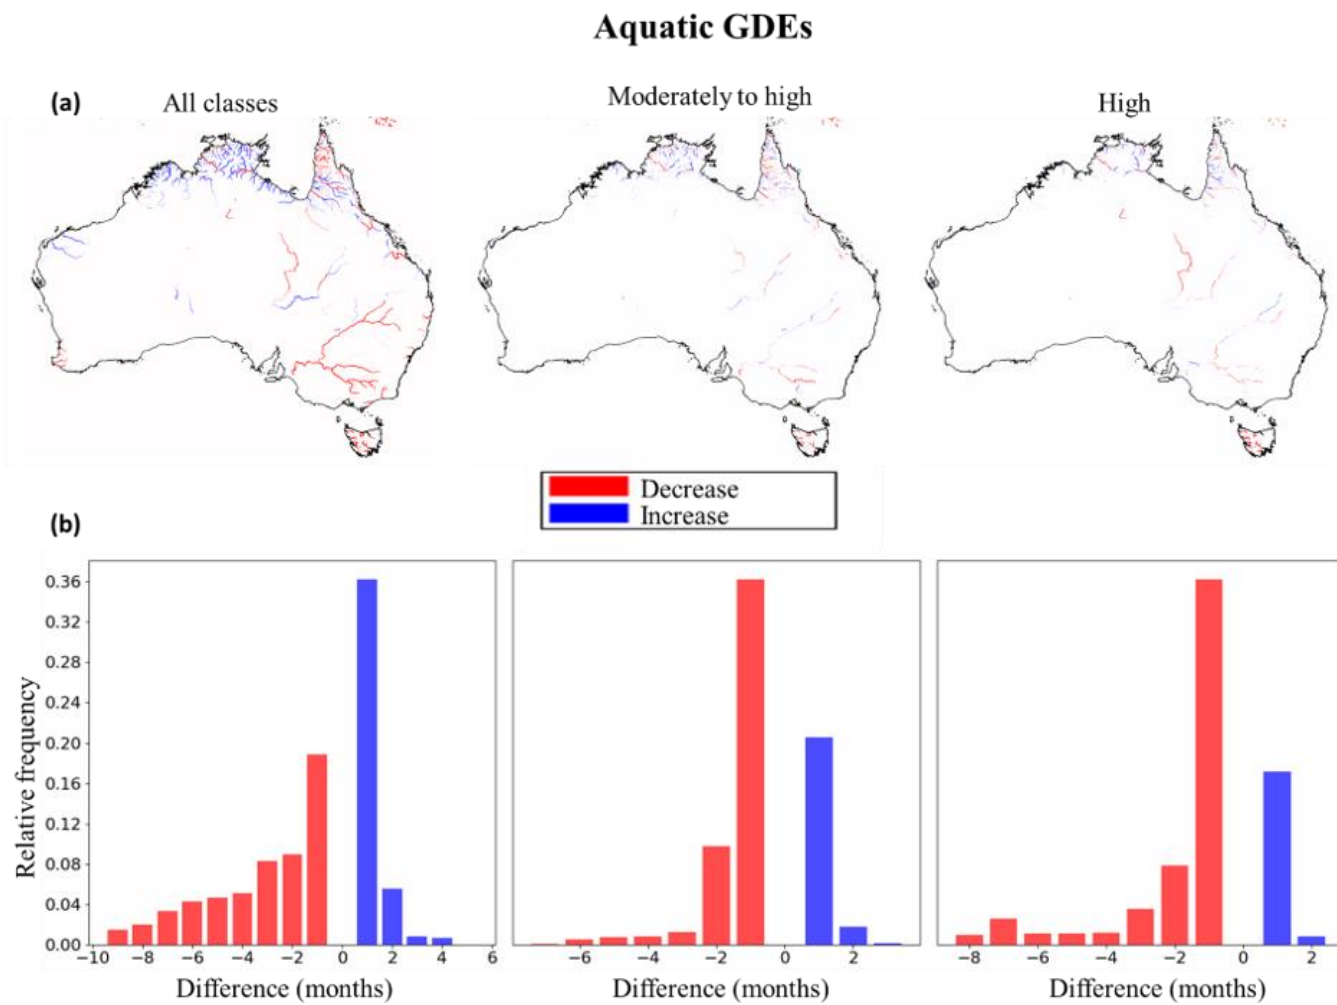 Aquatic GDEs
(a)
All classes
Moderately to high
High
Decrease
Increase
(b)
Relative frequency
0.36
0.32
0.28
0.24
0.20
0.16
0.12
0.08
0.04
0.00
−10 −8 −6 −4 −2 0 2 4 6
−6 −4 −2 0 2
−8 −6 −4 −2 0 2
Difference (months)
Difference (months)
Difference (months)